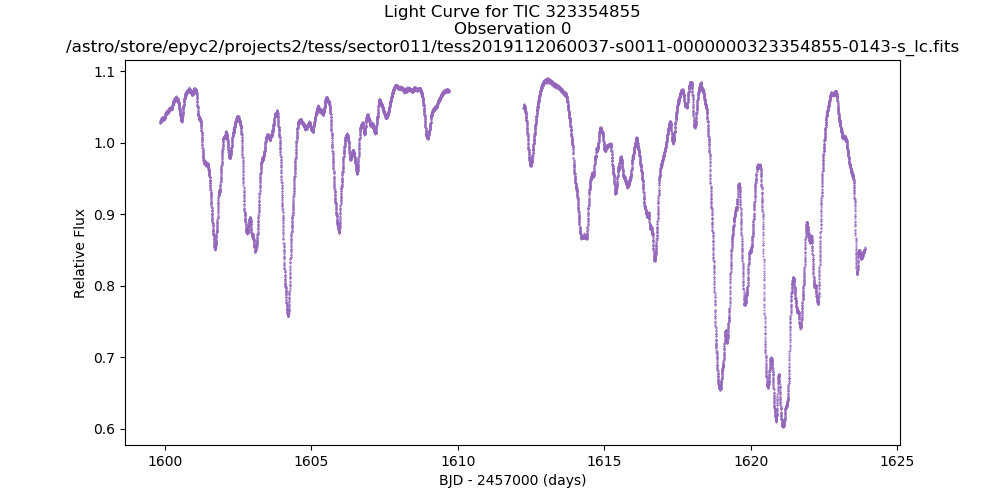 Light Curve for TIC 323354855
Observation 0
/astro/store/epyc2/projects2/tess/sector011/tess2019112060037-s0011-0000000323354855-0143-s_lc.fits
1.1
1.0
0.9
0.8
0.7
0.6
Relative Flux
1600
1605
1610
1615
1620
1625
BJD - 2457000 (days)